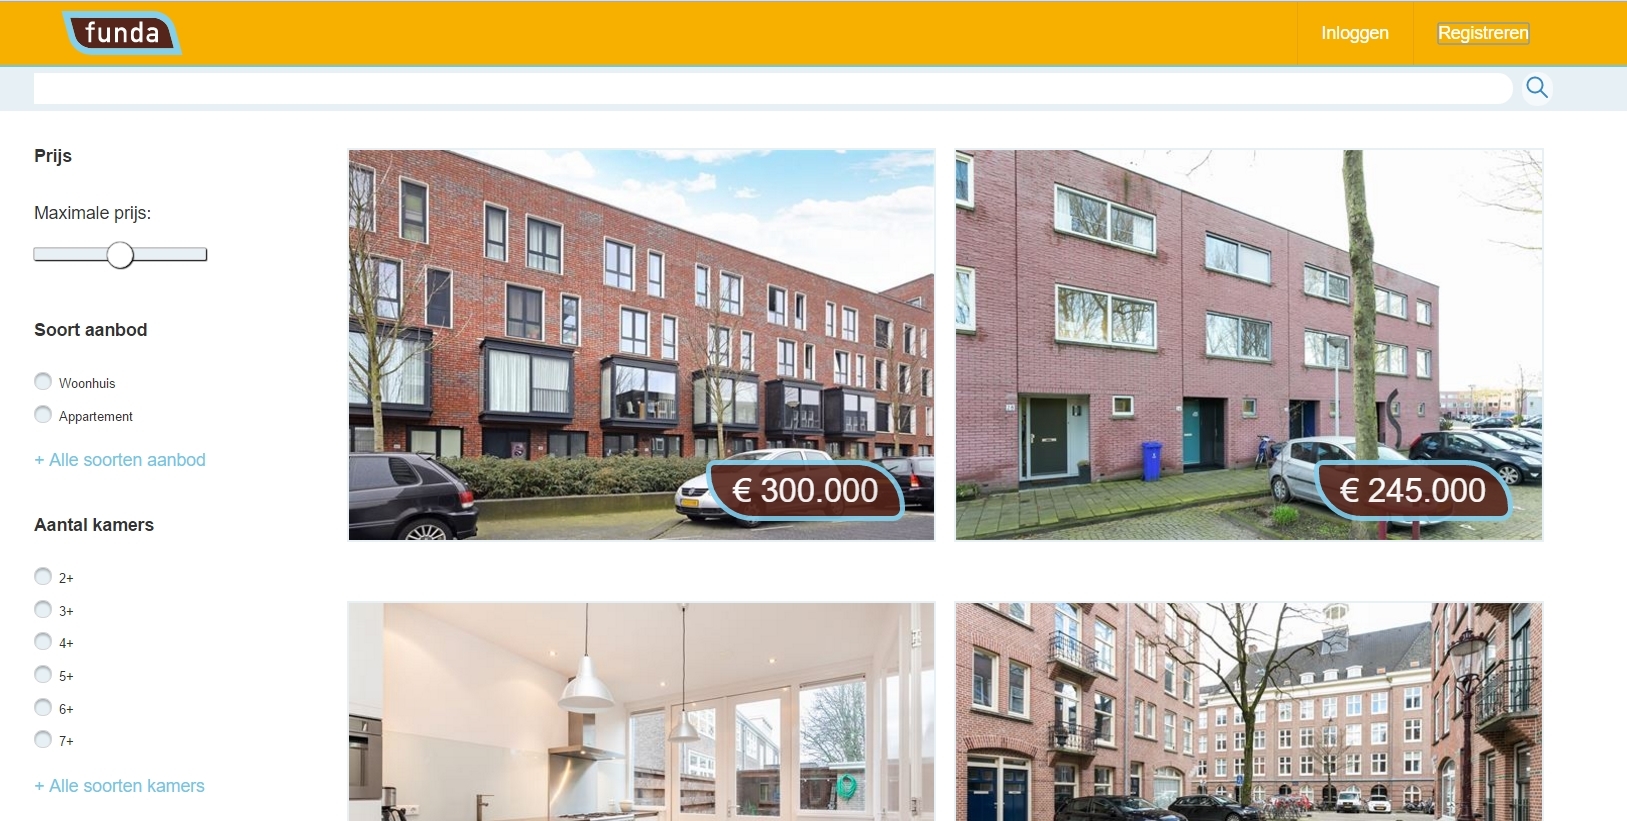 funda
Inloggen
Registreren
Prijs
Maximale prijs:
Soort aanbod
Woonhuis
Appartement
+ Alle soorten aanbod
Aantal kamers
2+
3+
4+
5+
6+
7+
+ Alle soorten kamers
€ 300.000
€ 245.000